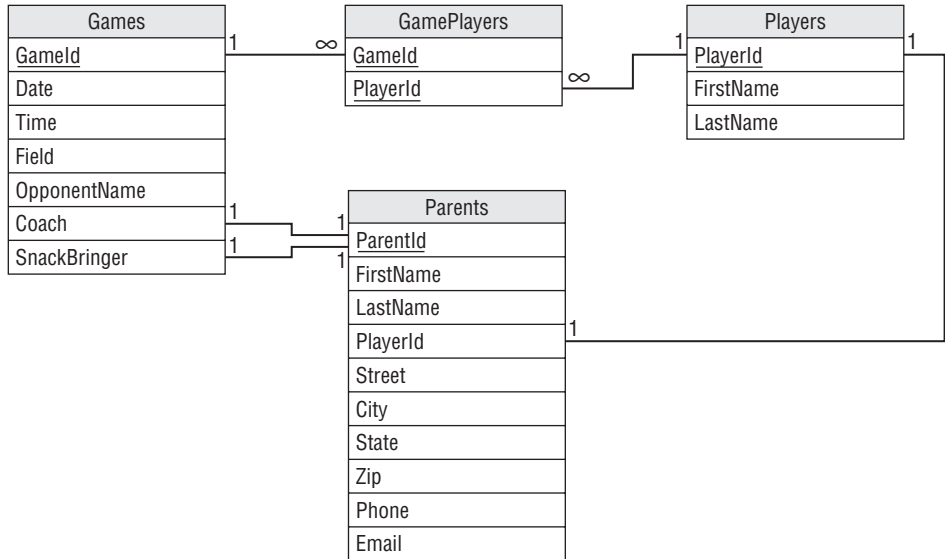 Games
GameId
Date
Time
Field
OpponentName
Coach
SnackBringer
1
∞
1
1
1
1
GamePlayers
GameId
PlayerId
∞
1
1
Players
PlayerId
FirstName
LastName
Parents
ParentId
FirstName
LastName
PlayerId
1
Street
City
State
Zip
Phone
Email